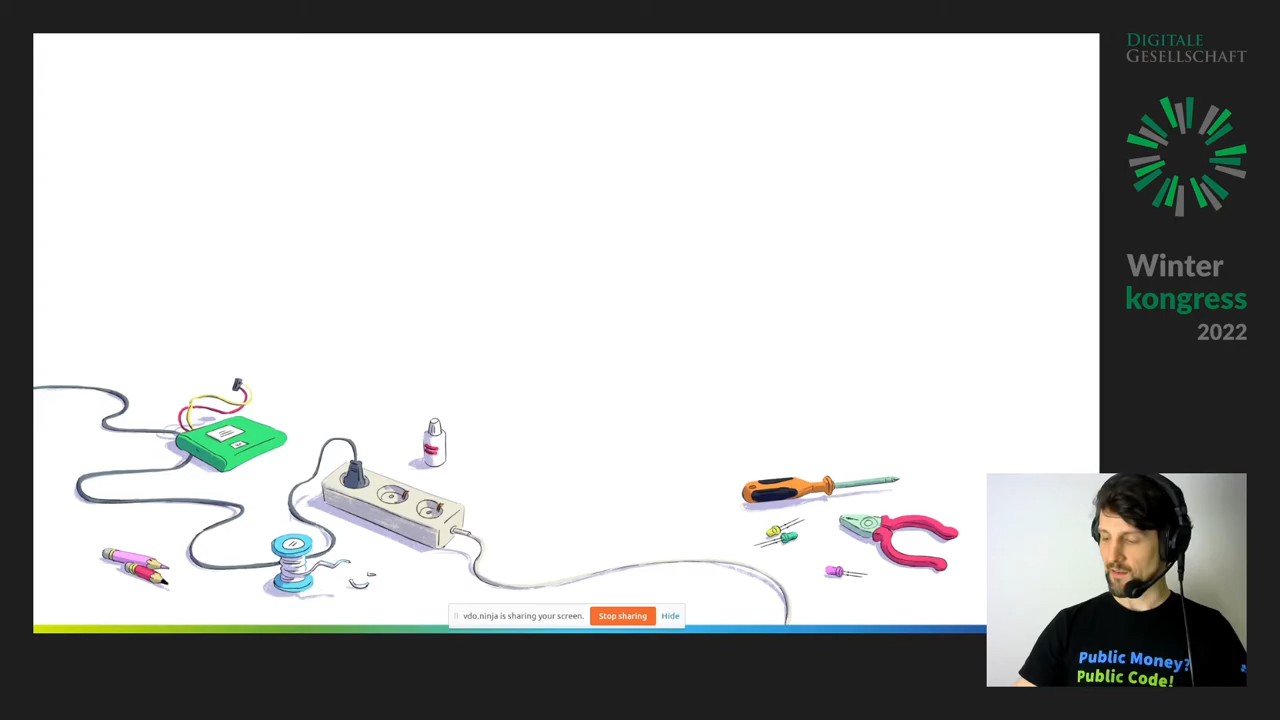 DIGITALE
GESELLSCHAFT
Winter
kongress
2022
vdo.ninja is sharing your screen.
Stop sharing
Hide
Public Money?
Public Code!